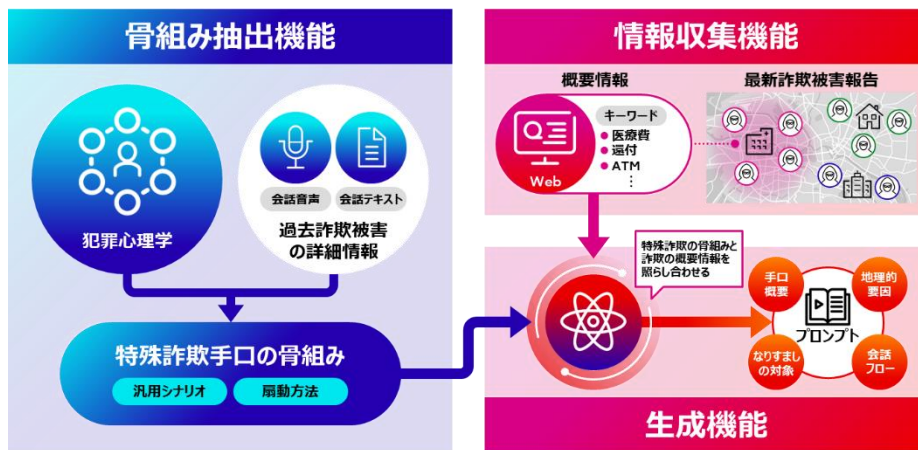 骨組み抽出機能
犯罪心理学
会話音声
会話テキスト
過去詐欺被害
の詳細情報
特殊詐欺手口の骨組み
汎用シナリオ
扇動方法
情報収集機能
概要情報
最新詐欺被害報告
Web
キーワード
医療費
還付
ATM
⋮
特殊詐欺の骨組みと
詐欺の概要情報を
照らし合わせる
手口
概要
地理的
要因
プロンプト
なりすまし
の対象
会話
フロー
生成機能